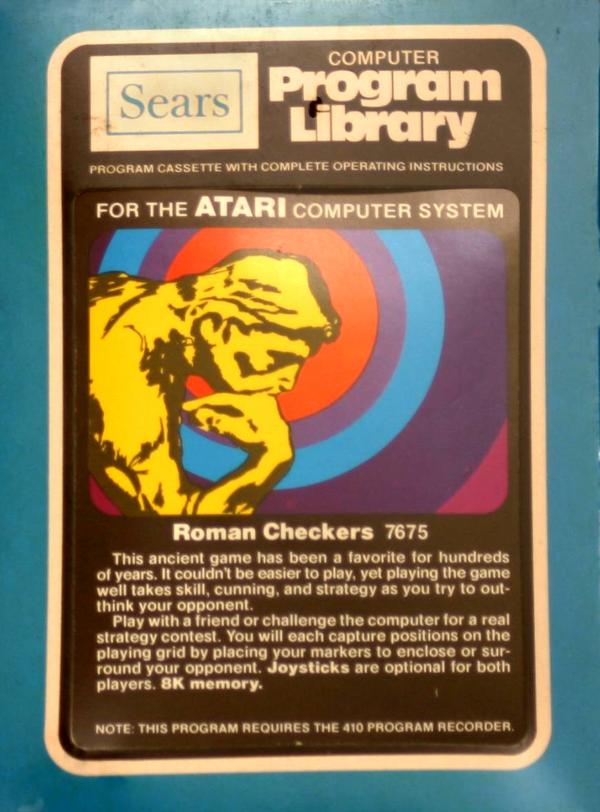 Sears
COMPUTER
Program
Library
PROGRAM CASSETTE WITH COMPLETE OPERATING INSTRUCTIONS
FOR THE ATARI COMPUTER SYSTEM
Roman Checkers 7675
This ancient game has been a favorite for hundreds
of years. It couldn't be easier to play, yet playing the game
well takes skill, cunning, and strategy as you try to out-
think your opponent.
Play with a friend or challenge the computer for a real
strategy contest. You will each capture positions on the
playing grid by placing your markers to enclose or sur-
round your opponent. Joysticks are optional for both
players. 8K memory.
NOTE: THIS PROGRAM REQUIRES THE 410 PROGRAM RECORDER.